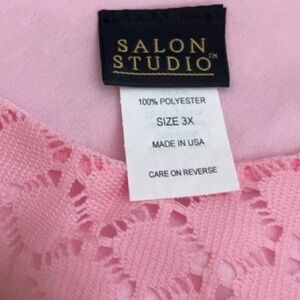 SALON
STUDIO™
100% POLYESTER
SIZE 3X
MADE IN USA
CARE ON REVERSE